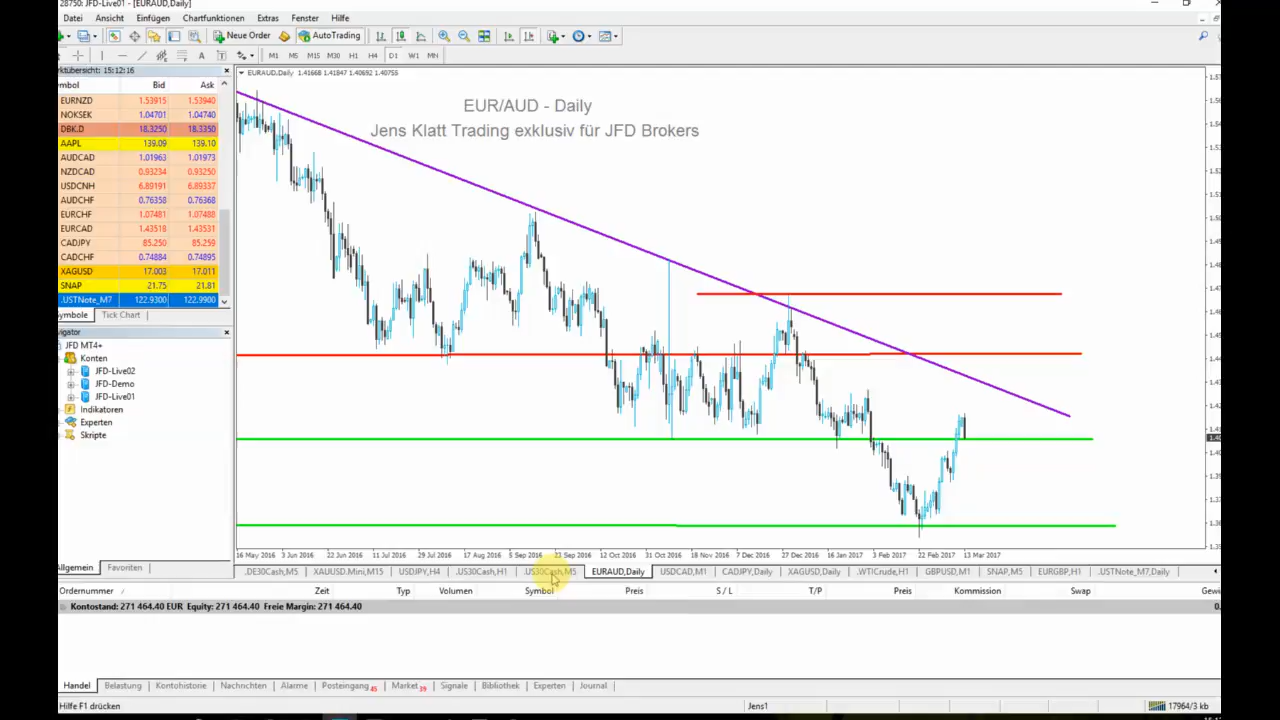 28750: JFD-Live01 - [EURAUD,Daily]
Datei Ansicht Einfügen Chartfunktionen Extras Fenster Hilfe
New Order AutoTrading
M1 M5 M15 M30 H1 H4 D1 W1 MN
rktübersicht: 15:12:16
ymbol Bid Ask
EURNZD 1.53915 1.53940
NOKSEK 1.04701 1.04740
DBK.D 18.3250 18.3350
AAPL 139.09 139.10
AUDCAD 1.01963 1.01973
NZDCAD 0.93234 0.93250
USDCNH 6.89191 6.89337
AUDCHF 0.76358 0.76368
EURCHF 1.07481 1.07488
EURCAD 1.43518 1.43531
CADJPY 85.250 85.259
CADCHF 0.74884 0.74895
XAGUSD 17.003 17.011
SNAP 21.75 21.81
.USTNote_M7 122.9300 122.9900
ymbole Tick Chart
vigator
JFD MT4+
Konten
JFD-Live02
JFD-Demo
JFD-Live01
Indikatoren
Experten
Skripte
Allgemein Favoriten
EURAUD,Daily 1.41668 1.41847 1.40692 1.40755
EUR/AUD - Daily
Jens Klatt Trading exklusiv für JFD Brokers
16 May 2016 3 Jun 2016 22 Jun 2016 11 Jul 2016 29 Jul 2016 17 Aug 2016 5 Sep 2016 23 Sep 2016 12 Oct 2016 31 Oct 2016 18 Nov 2016 7 Dec 2016 27 Dec 2016 16 Jan 2017 3 Feb 2017 22 Feb 2017 13 Mar 2017
.DE30Cash,M5 XAUUSD.Mini,M15 USDJPY,H4 .US30Cash,H1 .US30Cash,M5 EURAUD,Daily USDCAD,M1 CADJPY,Daily XAGUSD,Daily .WTICrude,H1 GBPUSD,M1 SNAP,M5 EURGBP,H1 .USTNote_M7,Daily
Ordernummer Zeit Typ Volumen Symbol Preis S / L T/P Preis Kommission Swap Gewi
Kontostand: 271 464.40 EUR Equity: 271 464.40 Freie Margin: 271 464.40
Handel Belastung Kontohistorie Nachrichten Alarme Posteingang 45 Market 39 Signale Bibliothek Experten Journal
Hilfe F1 drücken Jens1 17964/3 kb